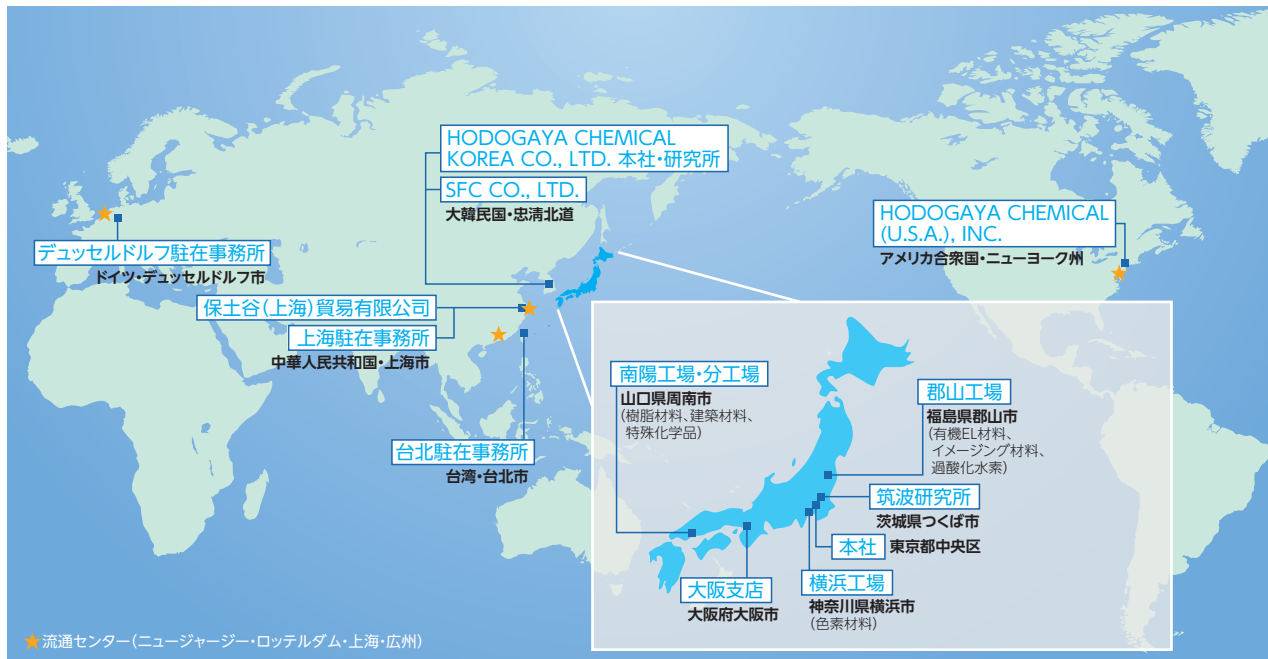 HODOGAYA CHEMICAL
KOREA CO., LTD. 本社・研究所
SFC CO., LTD.
大韓民国・忠清北道
HODOGAYA CHEMICAL
(U.S.A.), INC.
アメリカ合衆国・ニューヨーク州
デュッセルドルフ駐在事務所
ドイツ・デュッセルドルフ市
保土谷(上海)貿易有限公司
上海駐在事務所
中華人民共和国・上海市
台北駐在事務所
台湾・台北市
南陽工場・分工場
山口県周南市
(樹脂材料、建築材料、
特殊化学品)
郡山工場
福島県郡山市
(有機EL材料、
イメージング材料、
過酸化水素)
筑波研究所
茨城県つくば市
本社 東京都中央区
大阪支店
大阪府大阪市
横浜工場
神奈川県横浜市
(色素材料)
★流通センター(ニュージャージー・ロッテルダム・上海・広州)